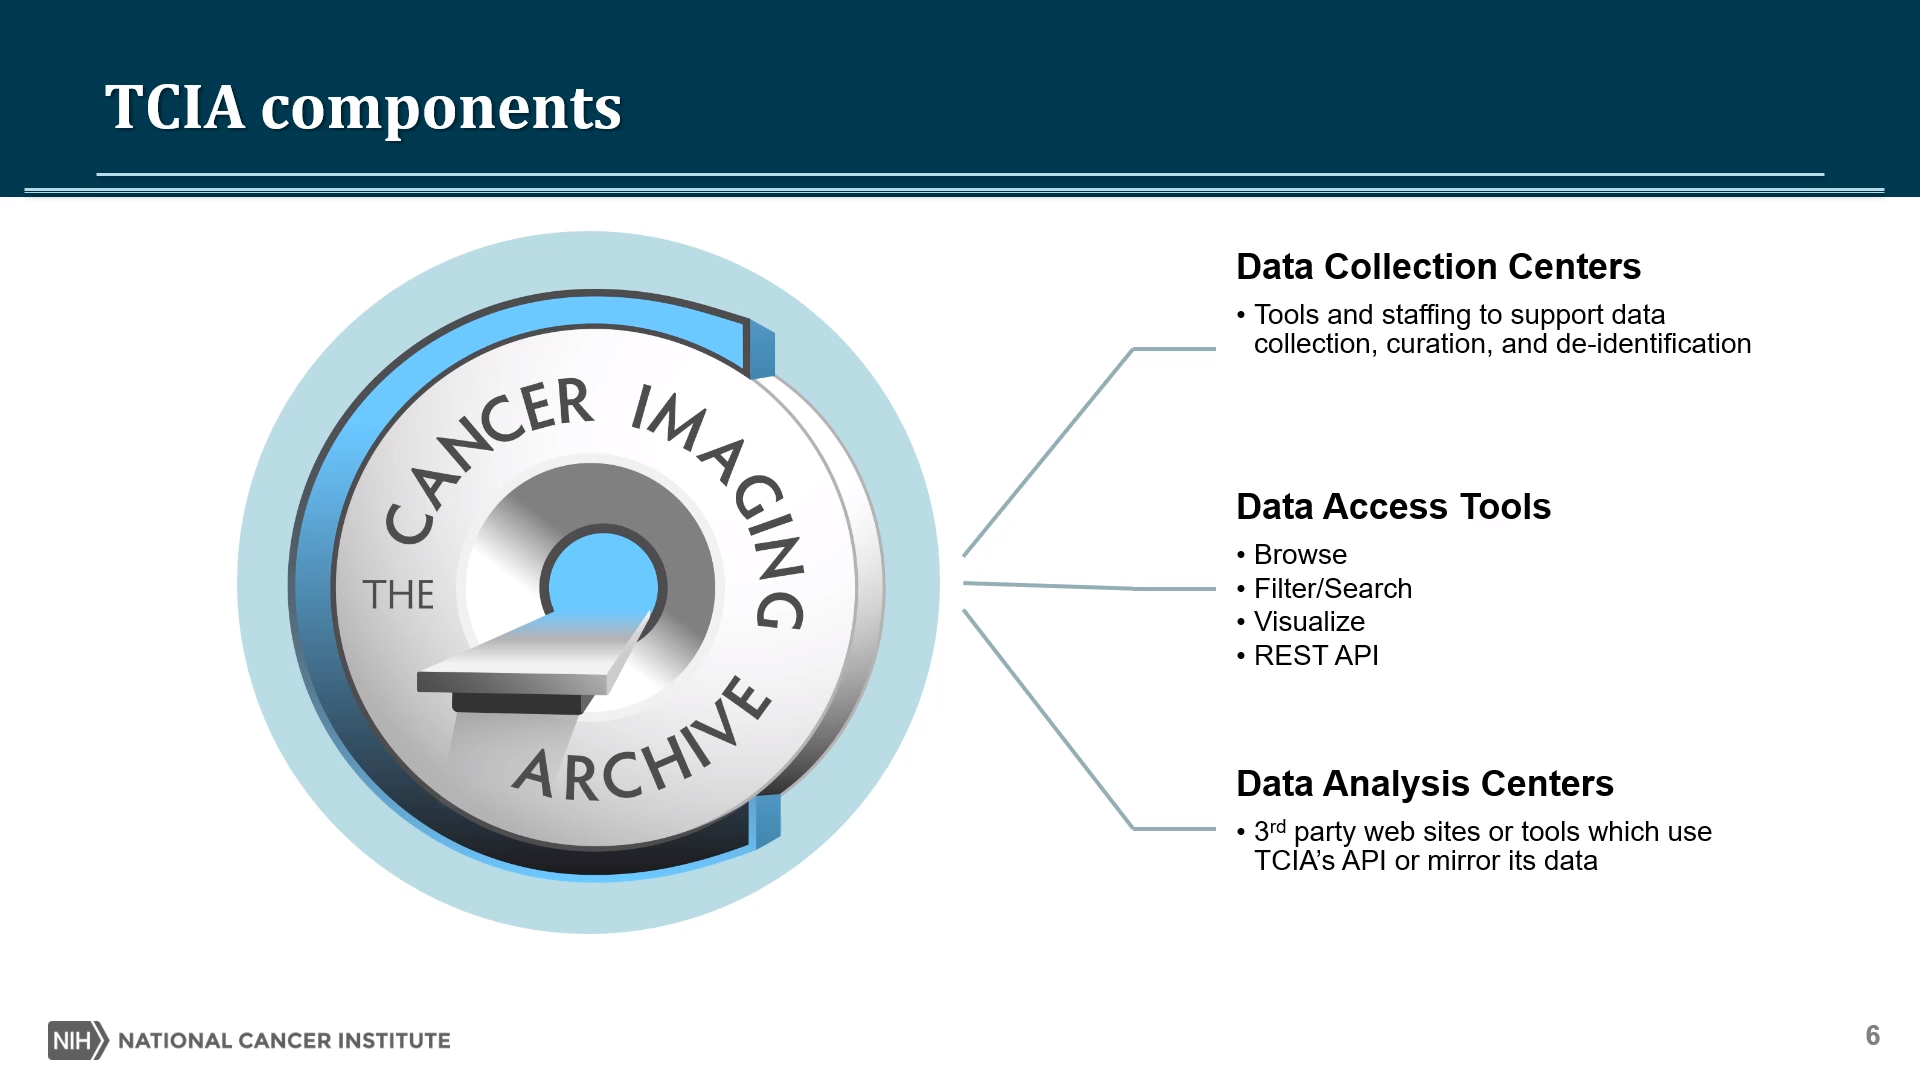 TCIA components
THE
CANCER IMAGING
ARCHIVE
Data Collection Centers
• Tools and staffing to support data
collection, curation, and de-identification
Data Access Tools
• Browse
• Filter/Search
• Visualize
• REST API
Data Analysis Centers
• 3rd party web sites or tools which use
TCIA’s API or mirror its data
NIH NATIONAL CANCER INSTITUTE
6